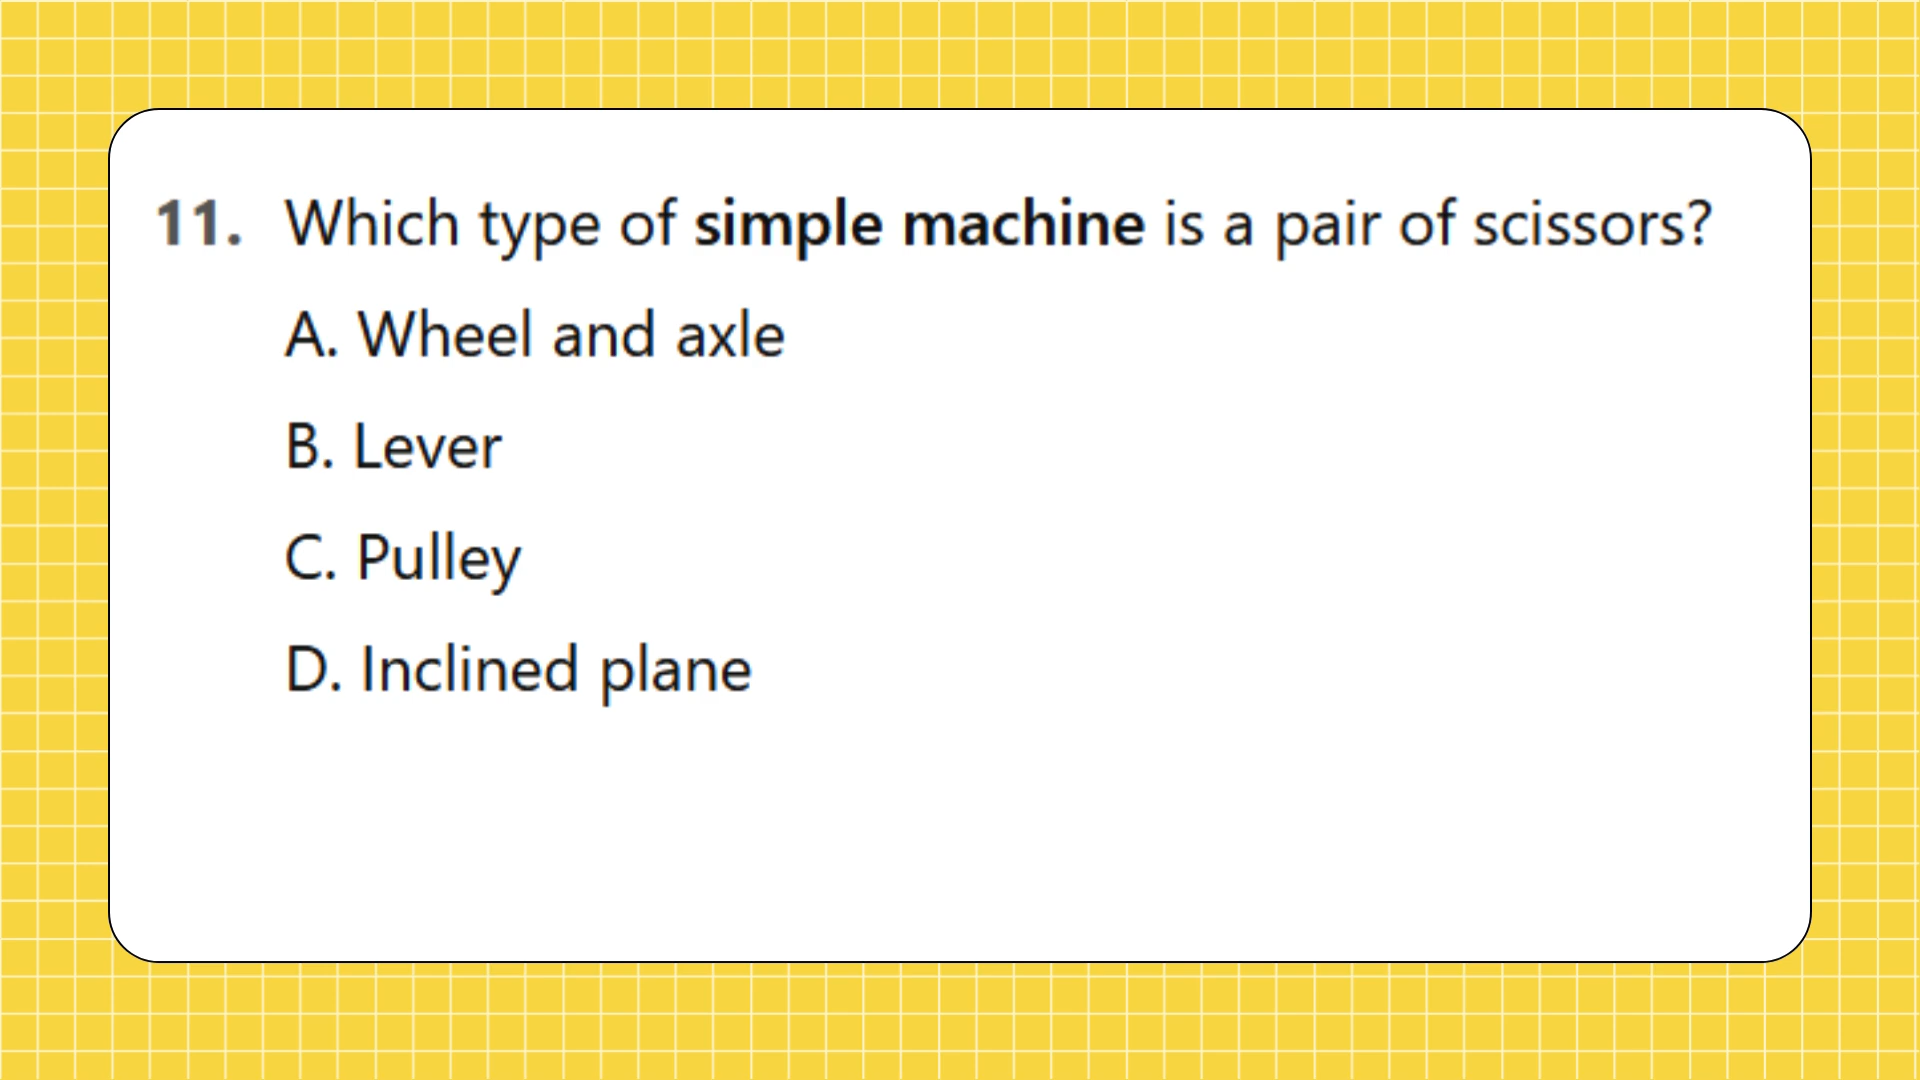 11. Which type of simple machine is a pair of scissors?
A. Wheel and axle
B. Lever
C. Pulley
D. Inclined plane